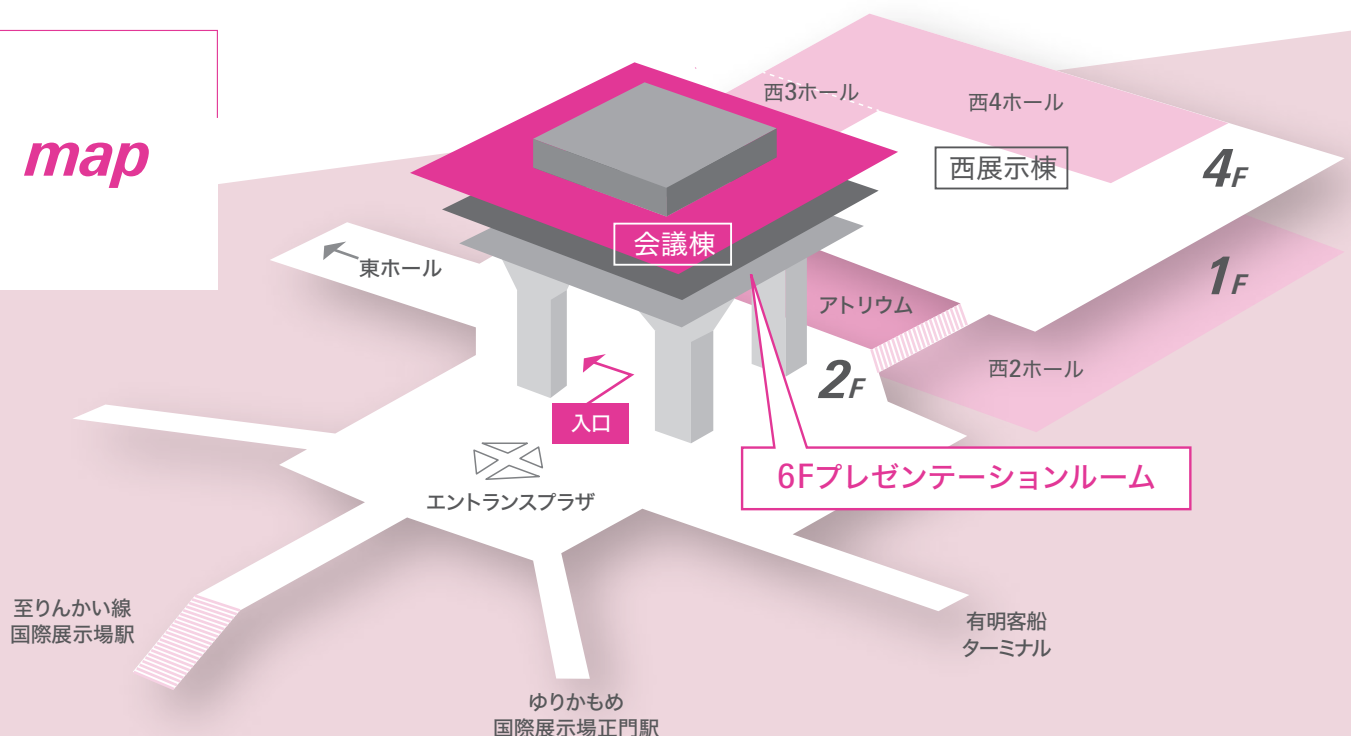 map
西3ホール
西4ホール
西展示棟
4F
会議棟
東ホール
1F
アトリウム
西2ホール
2F
入口
6Fプレゼンテーションルーム
エントランスプラザ
至りんかい線
国際展示場駅
有明客船
ターミナル
ゆりかもめ
国際展示場正門駅